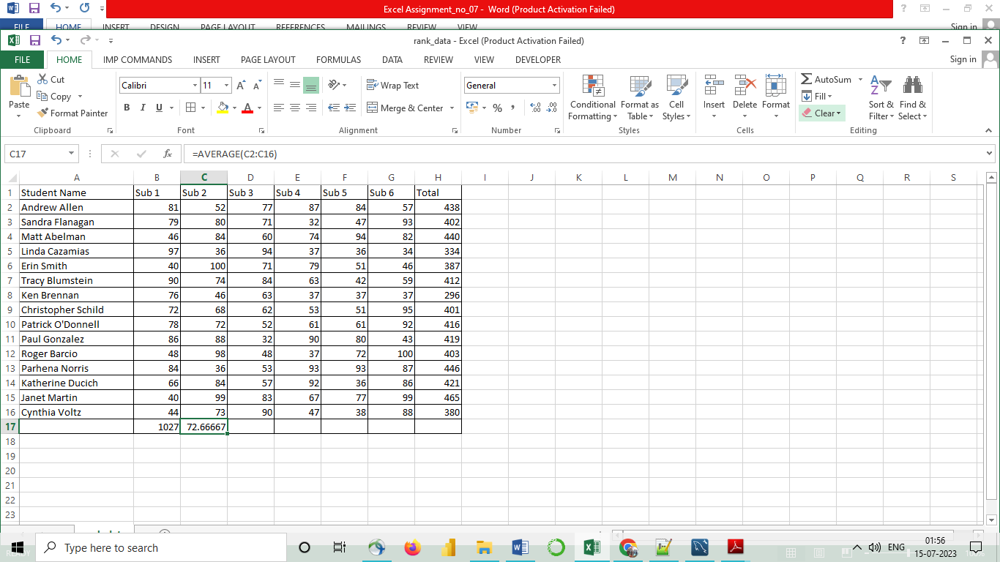 Excel Assignment_no_07 - Word (Product Activation Failed)
FILE HOME INSERT DESIGN PAGE LAYOUT REFERENCES MAILINGS REVIEW VIEW Sign in
rank_data - Excel (Product Activation Failed)
FILE HOME IMP COMMANDS INSERT PAGE LAYOUT FORMULAS DATA REVIEW VIEW DEVELOPER Sign in
Paste Cut Copy Format Painter
Calibri 11 A A B I U A
Wrap Text Merge & Center
General % ,
Conditional Formatting Format as Table Cell Styles
Insert Delete Format
AutoSum Fill Clear Sort & Filter Find & Select
Clipboard Font Alignment Number Styles Cells Editing
C17 fx =AVERAGE(C2:C16)
A B C D E F G H I J K L M N O P Q R S
1 Student Name Sub 1 Sub 2 Sub 3 Sub 4 Sub 5 Sub 6 Total
2 Andrew Allen 81 52 77 87 84 57 438
3 Sandra Flanagan 79 80 71 32 47 93 402
4 Matt Abelman 46 84 60 74 94 82 440
5 Linda Cazamias 97 36 94 37 36 34 334
6 Erin Smith 40 100 71 79 51 46 387
7 Tracy Blumstein 90 74 84 63 42 59 412
8 Ken Brennan 76 46 63 37 37 37 296
9 Christopher Schild 72 68 62 53 51 95 401
10 Patrick O'Donnell 78 72 52 61 61 92 416
11 Paul Gonzalez 86 88 32 90 80 43 419
12 Roger Barcio 48 98 48 37 72 100 403
13 Parhena Norris 84 36 53 93 93 87 446
14 Katherine Ducich 66 84 57 92 36 86 421
15 Janet Martin 40 99 83 67 77 99 465
16 Cynthia Voltz 44 73 90 47 38 88 380
17 1027 72.66667
18
19
20
21
22
23
READY Type here to search ENG 01:56
15-07-2023 100%